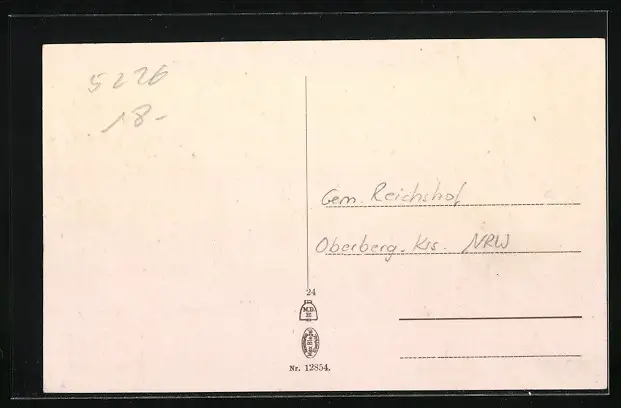 5226
18-
Gem. Reichshof
Oberberg. Krs. NRW
24
M.D.
Nr. 12854.